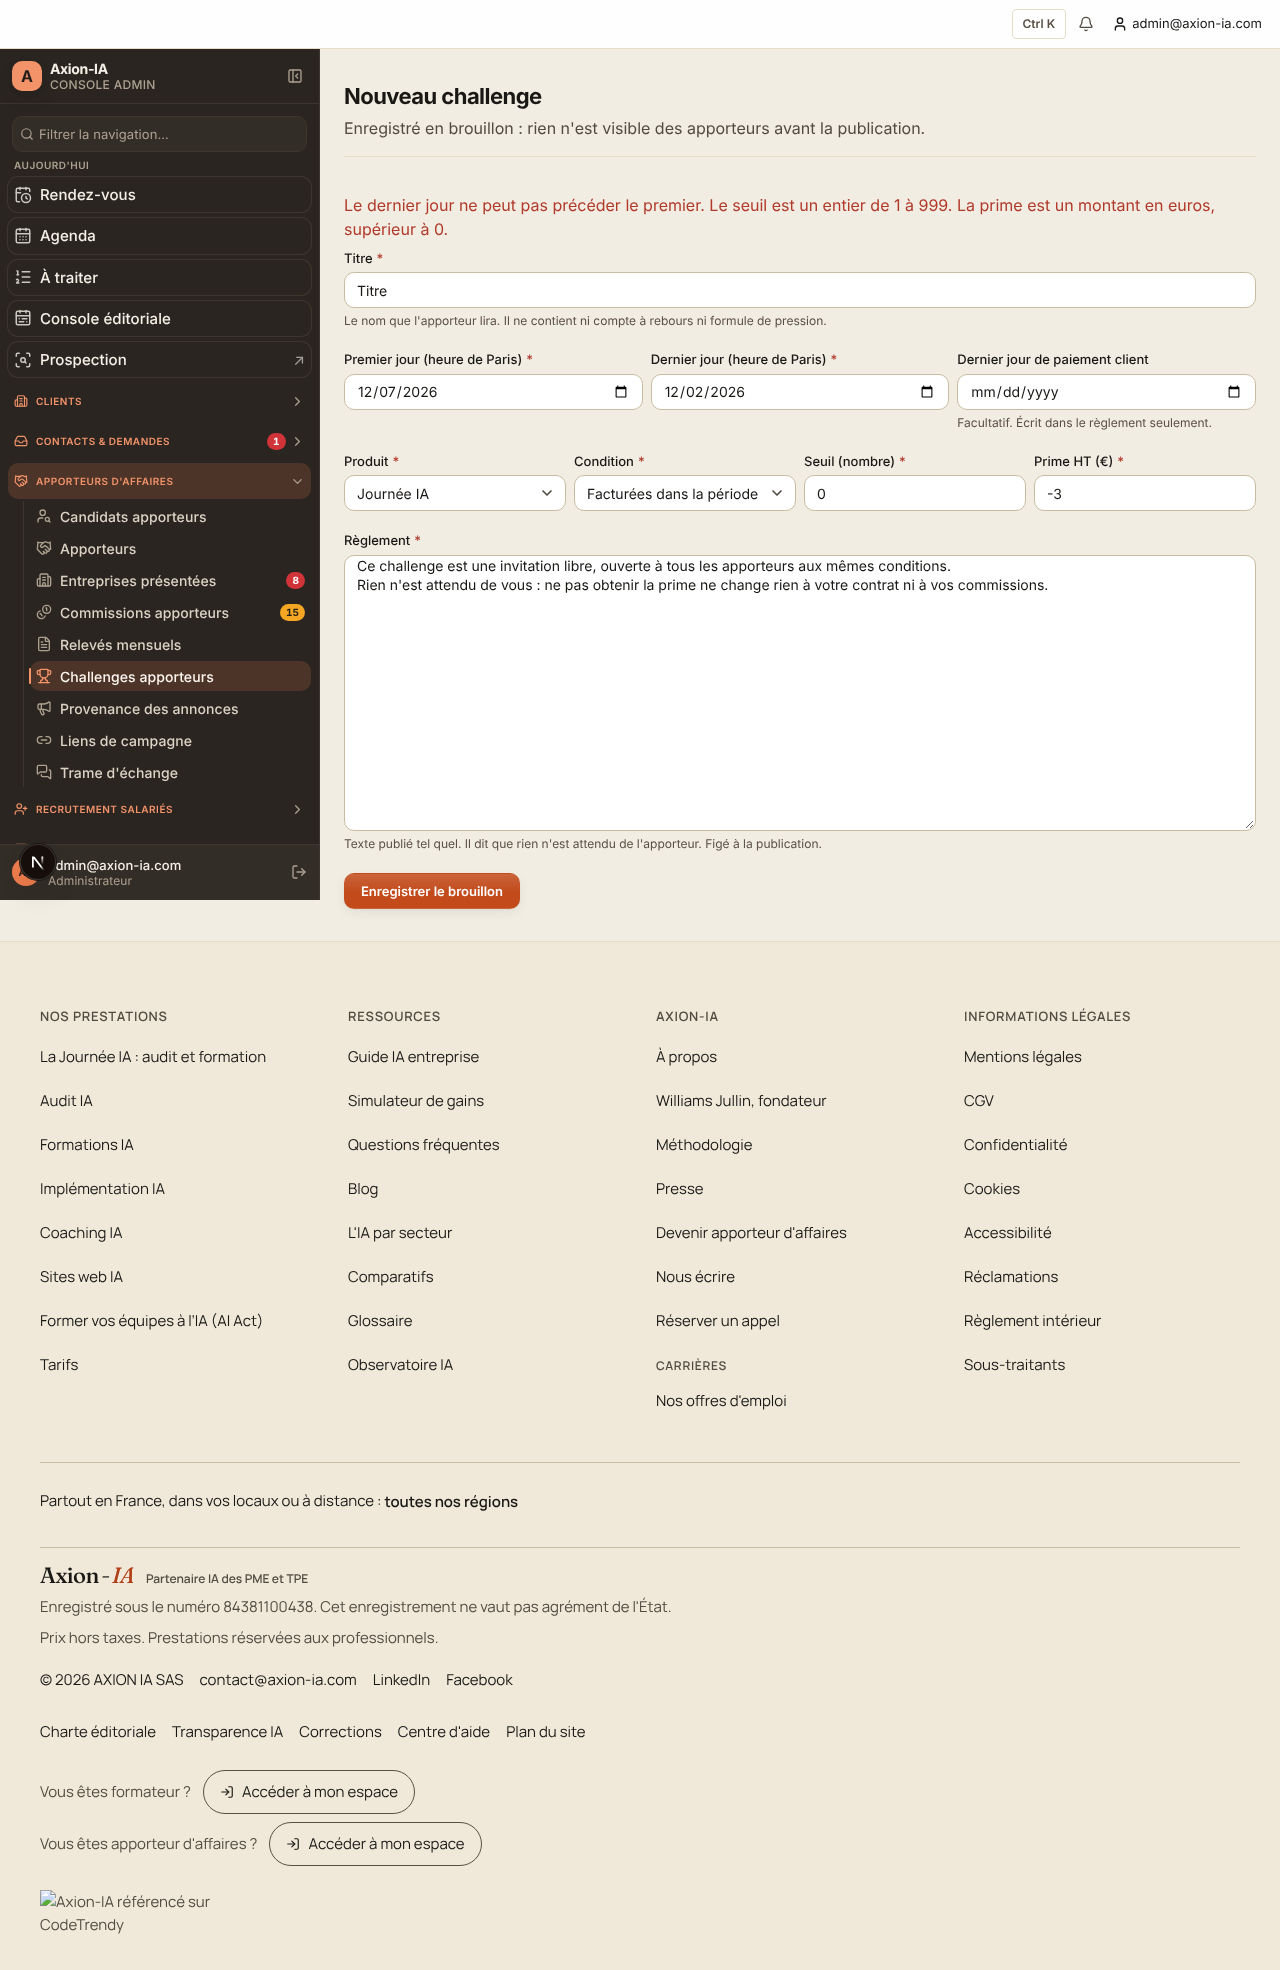 Ctrl K
admin@axion-ia.com
A
Axion-IA
CONSOLE ADMIN
Filtrer la navigation...
AUJOURD'HUI
Rendez-vous
Agenda
À traiter
Console éditoriale
Prospection
CLIENTS
CONTACTS & DEMANDES
1
APPORTEURS D'AFFAIRES
Candidats apporteurs
Apporteurs
Entreprises présentées
8
Commissions apporteurs
15
Relevés mensuels
Challenges apporteurs
Provenance des annonces
Liens de campagne
Trame d'échange
RECRUTEMENT SALARIÉS
N
dmin@axion-ia.com
Administrateur
Nouveau challenge
Enregistré en brouillon : rien n'est visible des apporteurs avant la publication.
Le dernier jour ne peut pas précéder le premier. Le seuil est un entier de 1 à 999. La prime est un montant en euros,
supérieur à 0.
Titre *
Titre
Le nom que l'apporteur lira. Il ne contient ni compte à rebours ni formule de pression.
Premier jour (heure de Paris) *
Dernier jour (heure de Paris) *
Dernier jour de paiement client
12/07/2026
12/02/2026
mm/dd/yyyy
Facultatif. Écrit dans le règlement seulement.
Produit *
Condition *
Seuil (nombre) *
Prime HT (€) *
Journée IA
Facturées dans la période
0
-3
Règlement *
Ce challenge est une invitation libre, ouverte à tous les apporteurs aux mêmes conditions.
Rien n'est attendu de vous : ne pas obtenir la prime ne change rien à votre contrat ni à vos commissions.
Texte publié tel quel. Il dit que rien n'est attendu de l'apporteur. Figé à la publication.
Enregistrer le brouillon
NOS PRESTATIONS
La Journée IA : audit et formation
Audit IA
Formations IA
Implémentation IA
Coaching IA
Sites web IA
Former vos équipes à l'IA (AI Act)
Tarifs
RESSOURCES
Guide IA entreprise
Simulateur de gains
Questions fréquentes
Blog
L'IA par secteur
Comparatifs
Glossaire
Observatoire IA
AXION-IA
À propos
Williams Jullin, fondateur
Méthodologie
Presse
Devenir apporteur d'affaires
Nous écrire
Réserver un appel
CARRIÈRES
Nos offres d'emploi
INFORMATIONS LÉGALES
Mentions légales
CGV
Confidentialité
Cookies
Accessibilité
Réclamations
Règlement intérieur
Sous-traitants
Partout en France, dans vos locaux ou à distance : toutes nos régions
Axion-IA Partenaire IA des PME et TPE
Enregistré sous le numéro 84381100438. Cet enregistrement ne vaut pas agrément de l'État.
Prix hors taxes. Prestations réservées aux professionnels.
© 2026 AXION IA SAS contact@axion-ia.com LinkedIn Facebook
Charte éditoriale Transparence IA Corrections Centre d'aide Plan du site
Vous êtes formateur ? Accéder à mon espace
Vous êtes apporteur d'affaires ? Accéder à mon espace
Axion-IA référencé sur
CodeTrendy